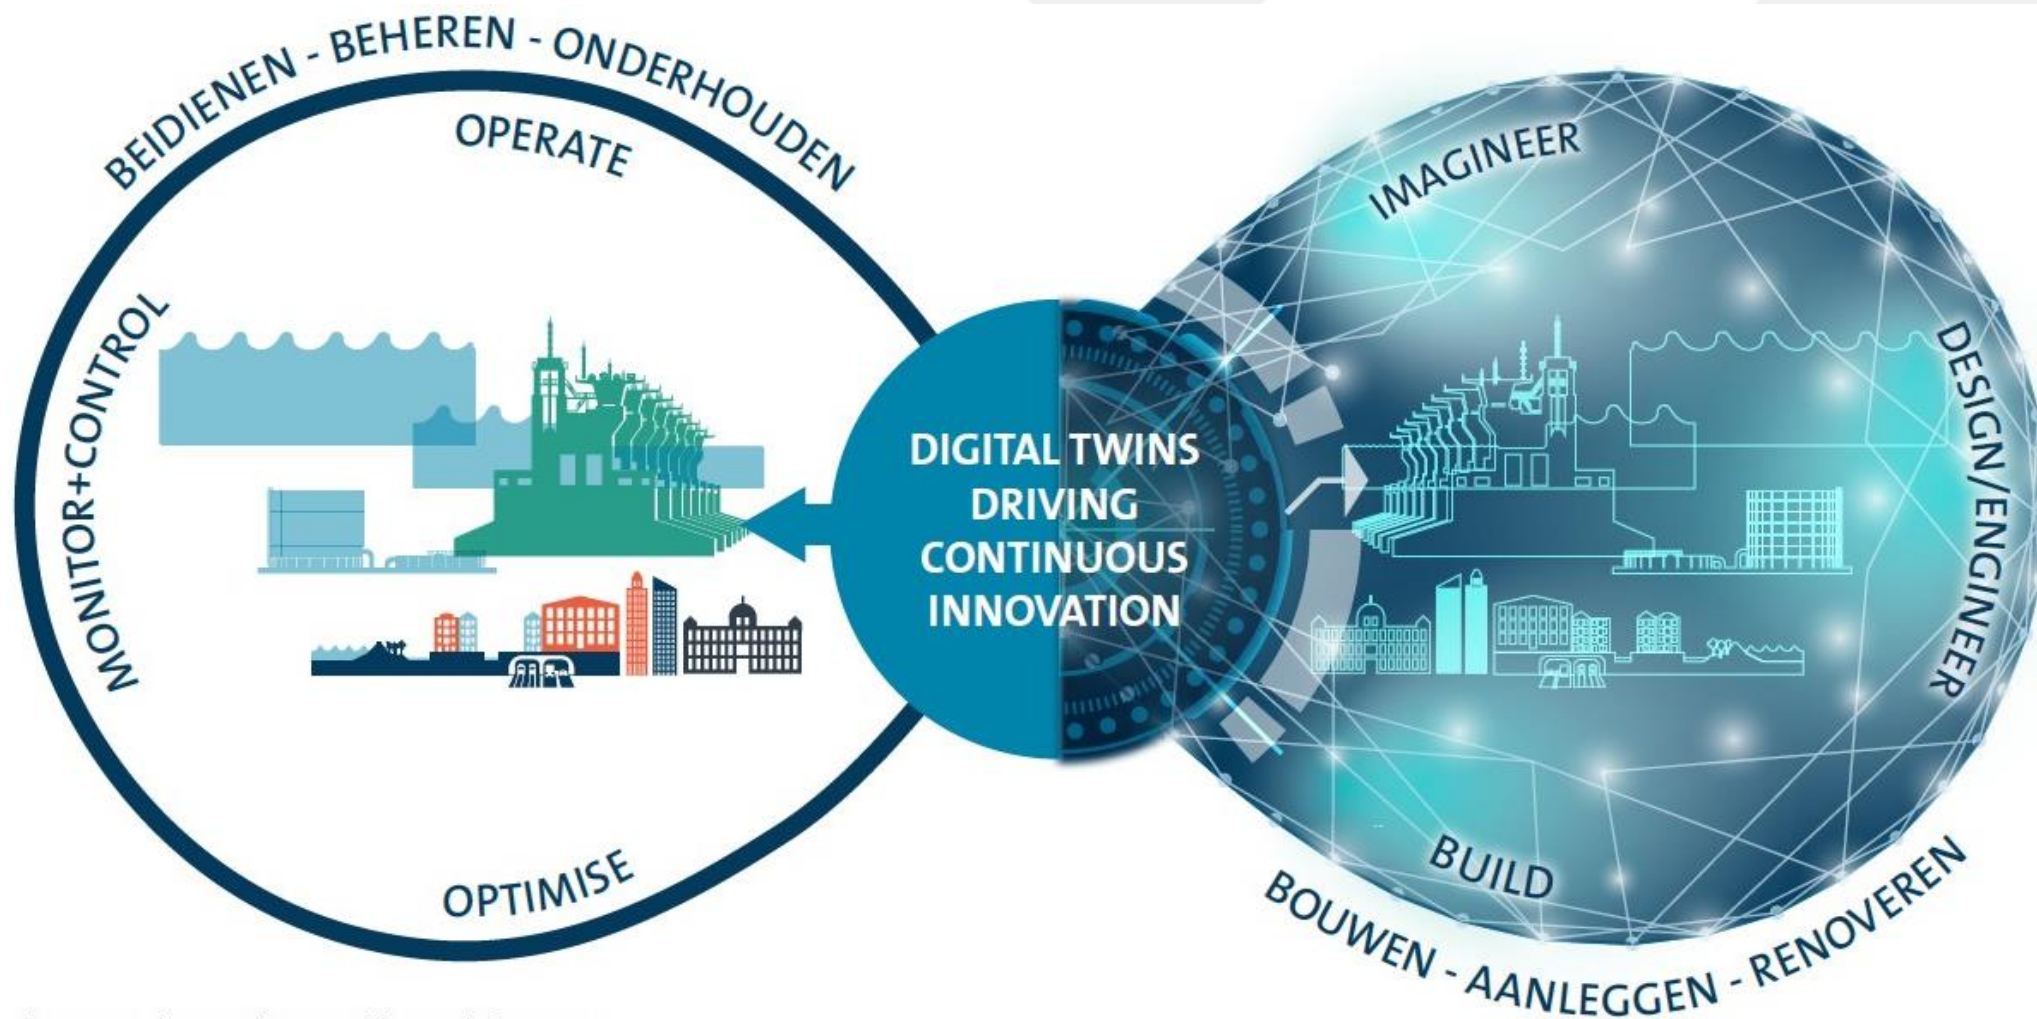 BEIDIENEN - BEHEREN - ONDERHOUDEN
OPERATE
MONITOR+CONTROL
OPTIMISE
DIGITAL TWINS
DRIVING
CONTINUOUS
INNOVATION
IMAGINEER
DESIGN/ENGINEER
BUILD
BOUWEN - AANLEGGEN - RENOVEREN